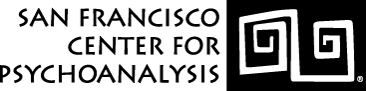 SAN FRANCISCO
CENTER FOR
PSYCHOANALYSIS
®